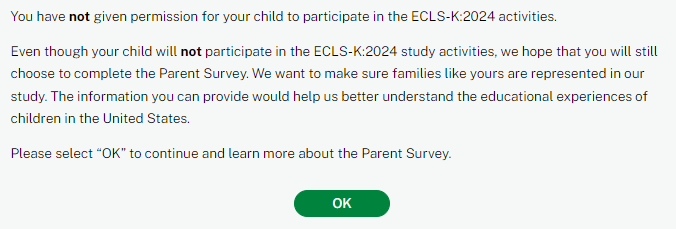 You have not given permission for your child to participate in the ECLS-K:2024 activities.
Even though your child will not participate in the ECLS-K:2024 study activities, we hope that you will still
choose to complete the Parent Survey. We want to make sure families like yours are represented in our
study. The information you can provide would help us better understand the educational experiences of
children in the United States.
Please select “OK” to continue and learn more about the Parent Survey.
OK